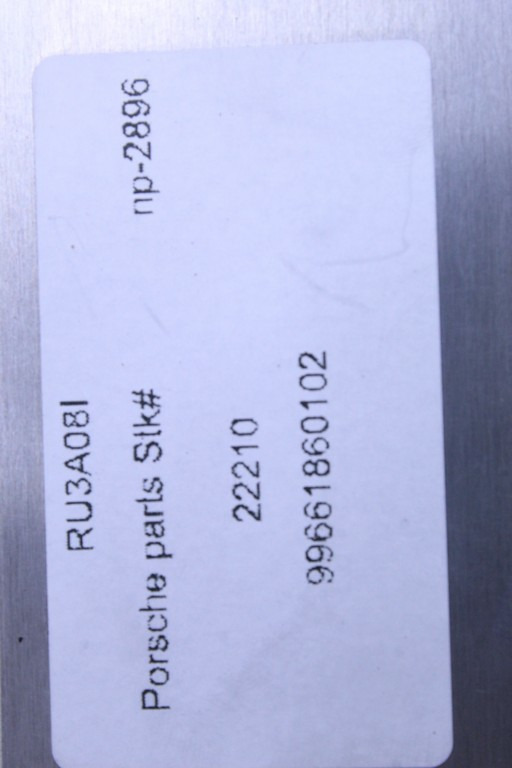 RU3A08I
Porsche parts Stk# np-2896
22210
99661860102